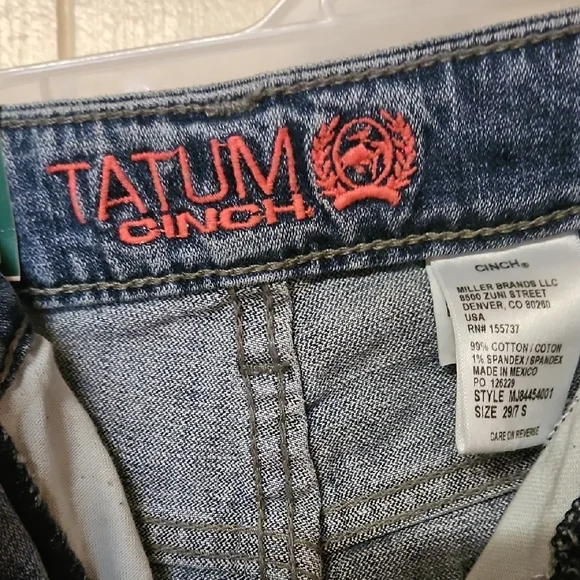 TATUM
CINCH
CINCH®
MILLER BRANDS LLC
8500 ZUNI STREET
DENVER, CO 80260
USA
RN# 155737
99% COTTON/COTON
1% SPANDEX/SPANDEX
MADE IN MEXICO
PO 126229
STYLE MJ84454001
SIZE 29/7 S
CARE ON REVERSE